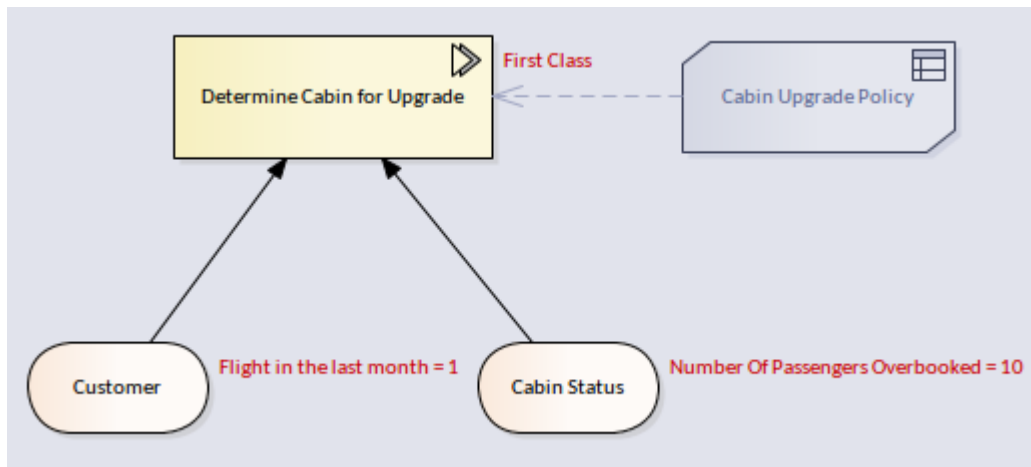 First Class
Determine Cabin for Upgrade
Cabin Upgrade Policy
Flight in the last month = 1
Number Of Passengers Overbooked = 10
Customer
Cabin Status